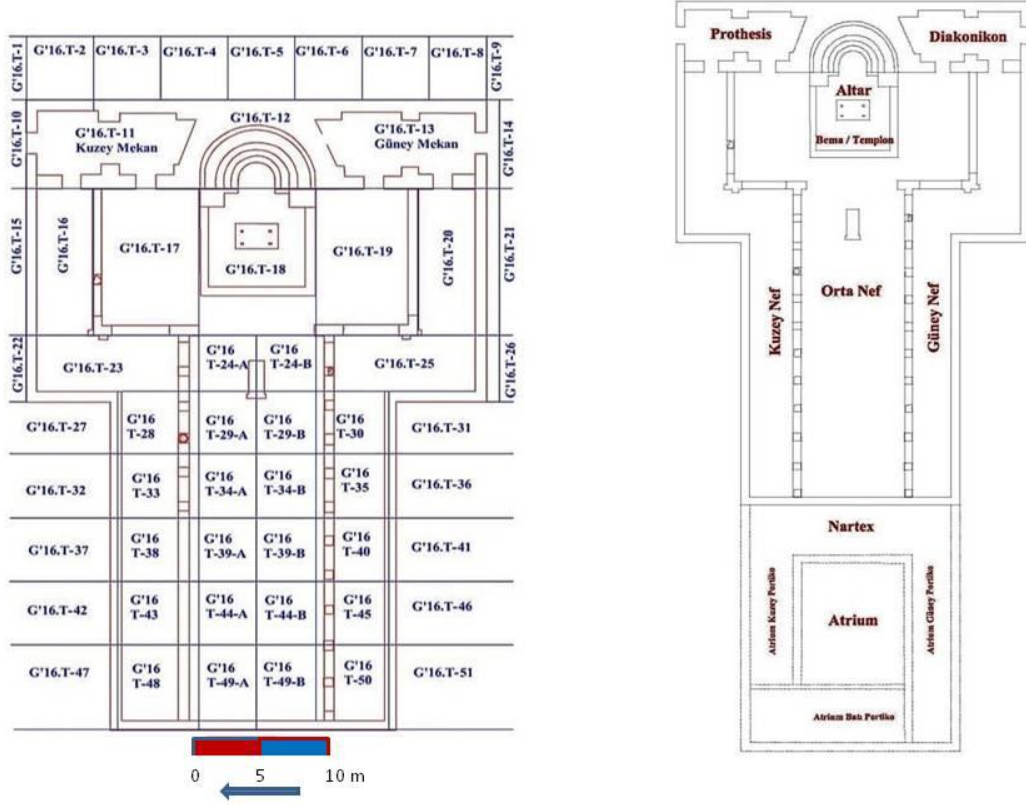 G'16.T-1
G'16.T-2
G'16.T-3
G'16.T-4
G'16.T-5
G'16.T-6
G'16.T-7
G'16.T-8
G'16.T-9
G'16.T-10
G'16.T-11
Kuzey Mekan
G'16.T-12
G'16.T-13
Güney Mekan
G'16.T-14
G'16.T-15
G'16.T-16
G'16.T-17
G'16.T-18
G'16.T-19
G'16.T-20
G'16.T-21
G'16.T-22
G'16.T-23
G'16
T-24-A
G'16
T-24-B
G'16.T-25
G'16.T-26
G'16.T-27
G'16
T-28
G'16
T-29-A
G'16
T-29-B
G'16
T-30
G'16.T-31
G'16.T-32
G'16
T-33
G'16
T-34-A
G'16
T-34-B
G'16
T-35
G'16.T-36
G'16.T-37
G'16
T-38
G'16
T-39-A
G'16
T-39-B
G'16
T-40
G'16.T-41
G'16.T-42
G'16
T-43
G'16
T-44-A
G'16
T-44-B
G'16
T-45
G'16.T-46
G'16.T-47
G'16
T-48
G'16
T-49-A
G'16
T-49-B
G'16
T-50
G'16.T-51
0 5 10 m
Prothesis
Diakonikon
Altar
Bema / Templon
Kuzey Nef
Orta Nef
Güney Nef
Nartex
Atrium Kuzey Portiko
Atrium
Atrium Güney Portiko
Atrium Batı Portiko